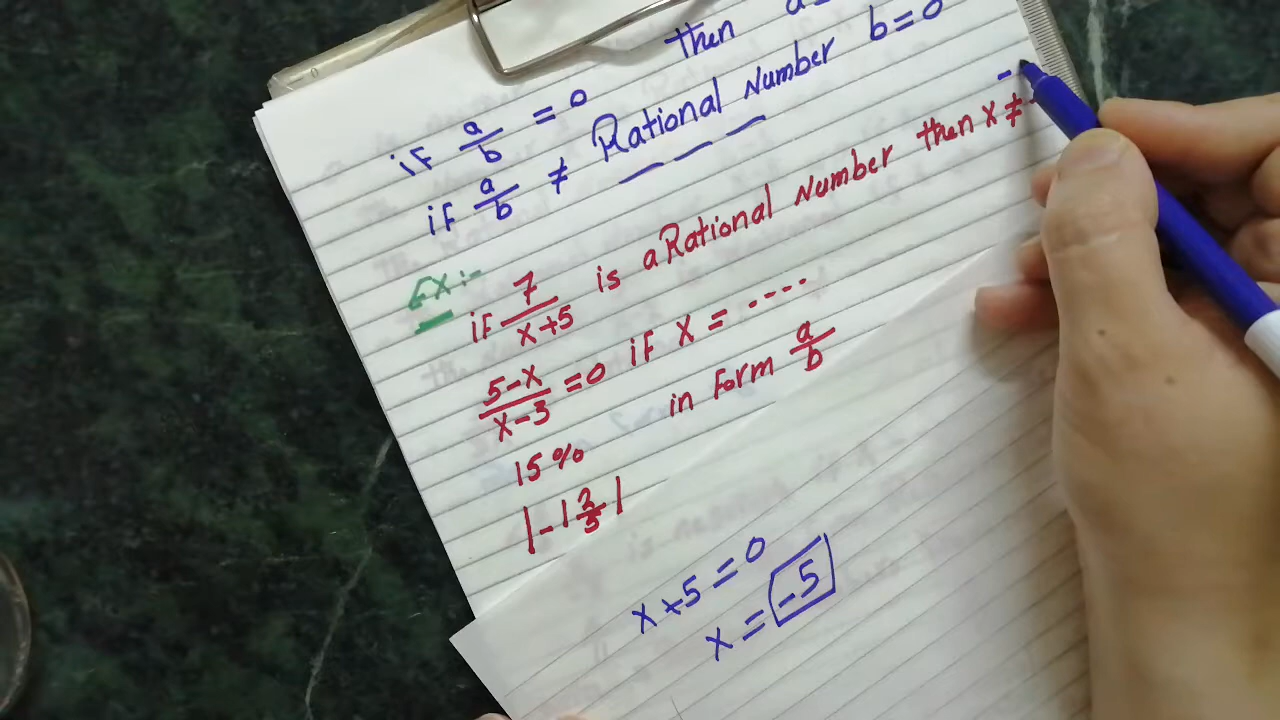 if a/b = 0 then a =
if a/b ≠ Rational Number b = 0
EX:-
if 7/x+5 is a Rational Number then x ≠ -
5-x/x-3 = 0 if x = ....
15% in Form a/b
|-1 2/5|
x+5=0
x = -5